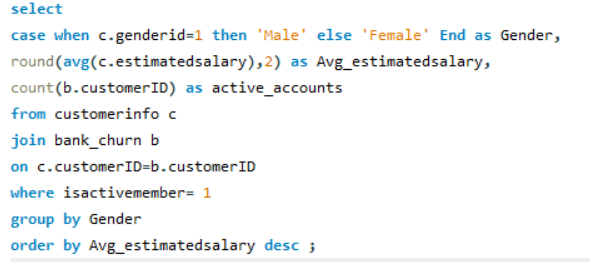 select
case when c.genderid=1 then 'Male' else 'Female' End as Gender,
round(avg(c.estimatedsalary),2) as Avg_estimatedsalary,
count(b.customerID) as active_accounts
from customerinfo c
join bank_churn b
on c.customerID=b.customerID
where isactivemember= 1
group by Gender
order by Avg_estimatedsalary desc ;